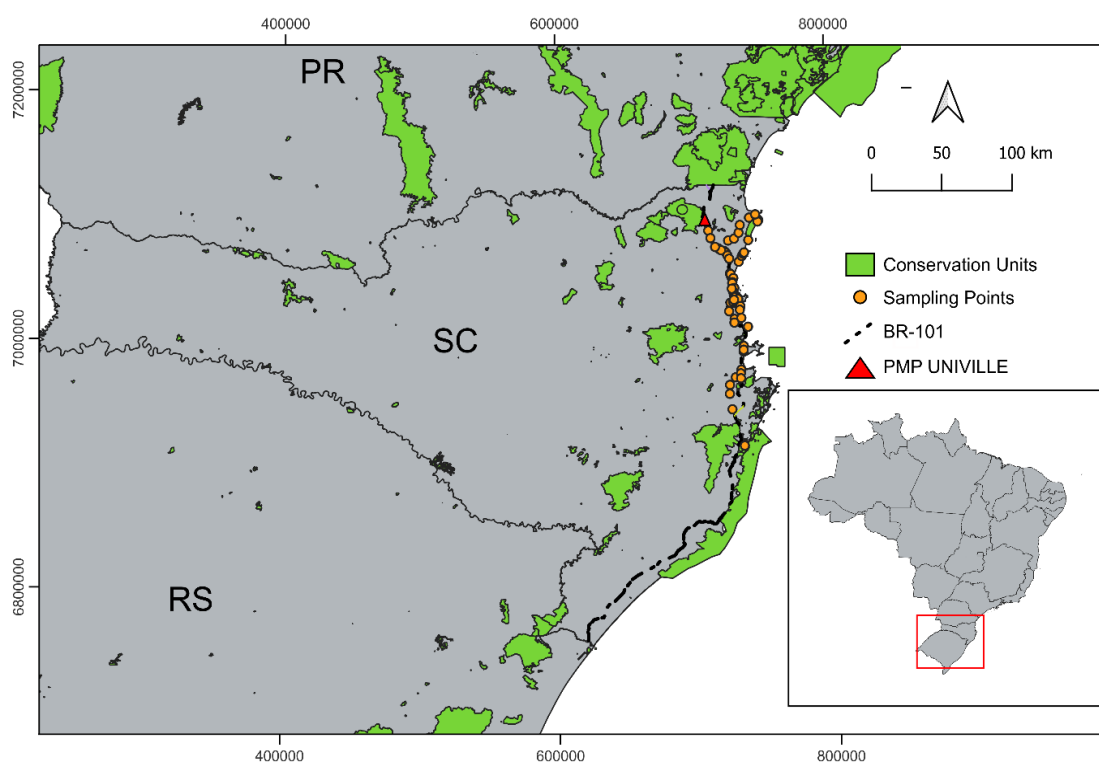 400000 600000 800000
PR
7200000
0 50 100 km
Conservation Units
Sampling Points
SC
7000000
BR-101
PMP UNIVILLE
RS
6800000
400000 600000 800000